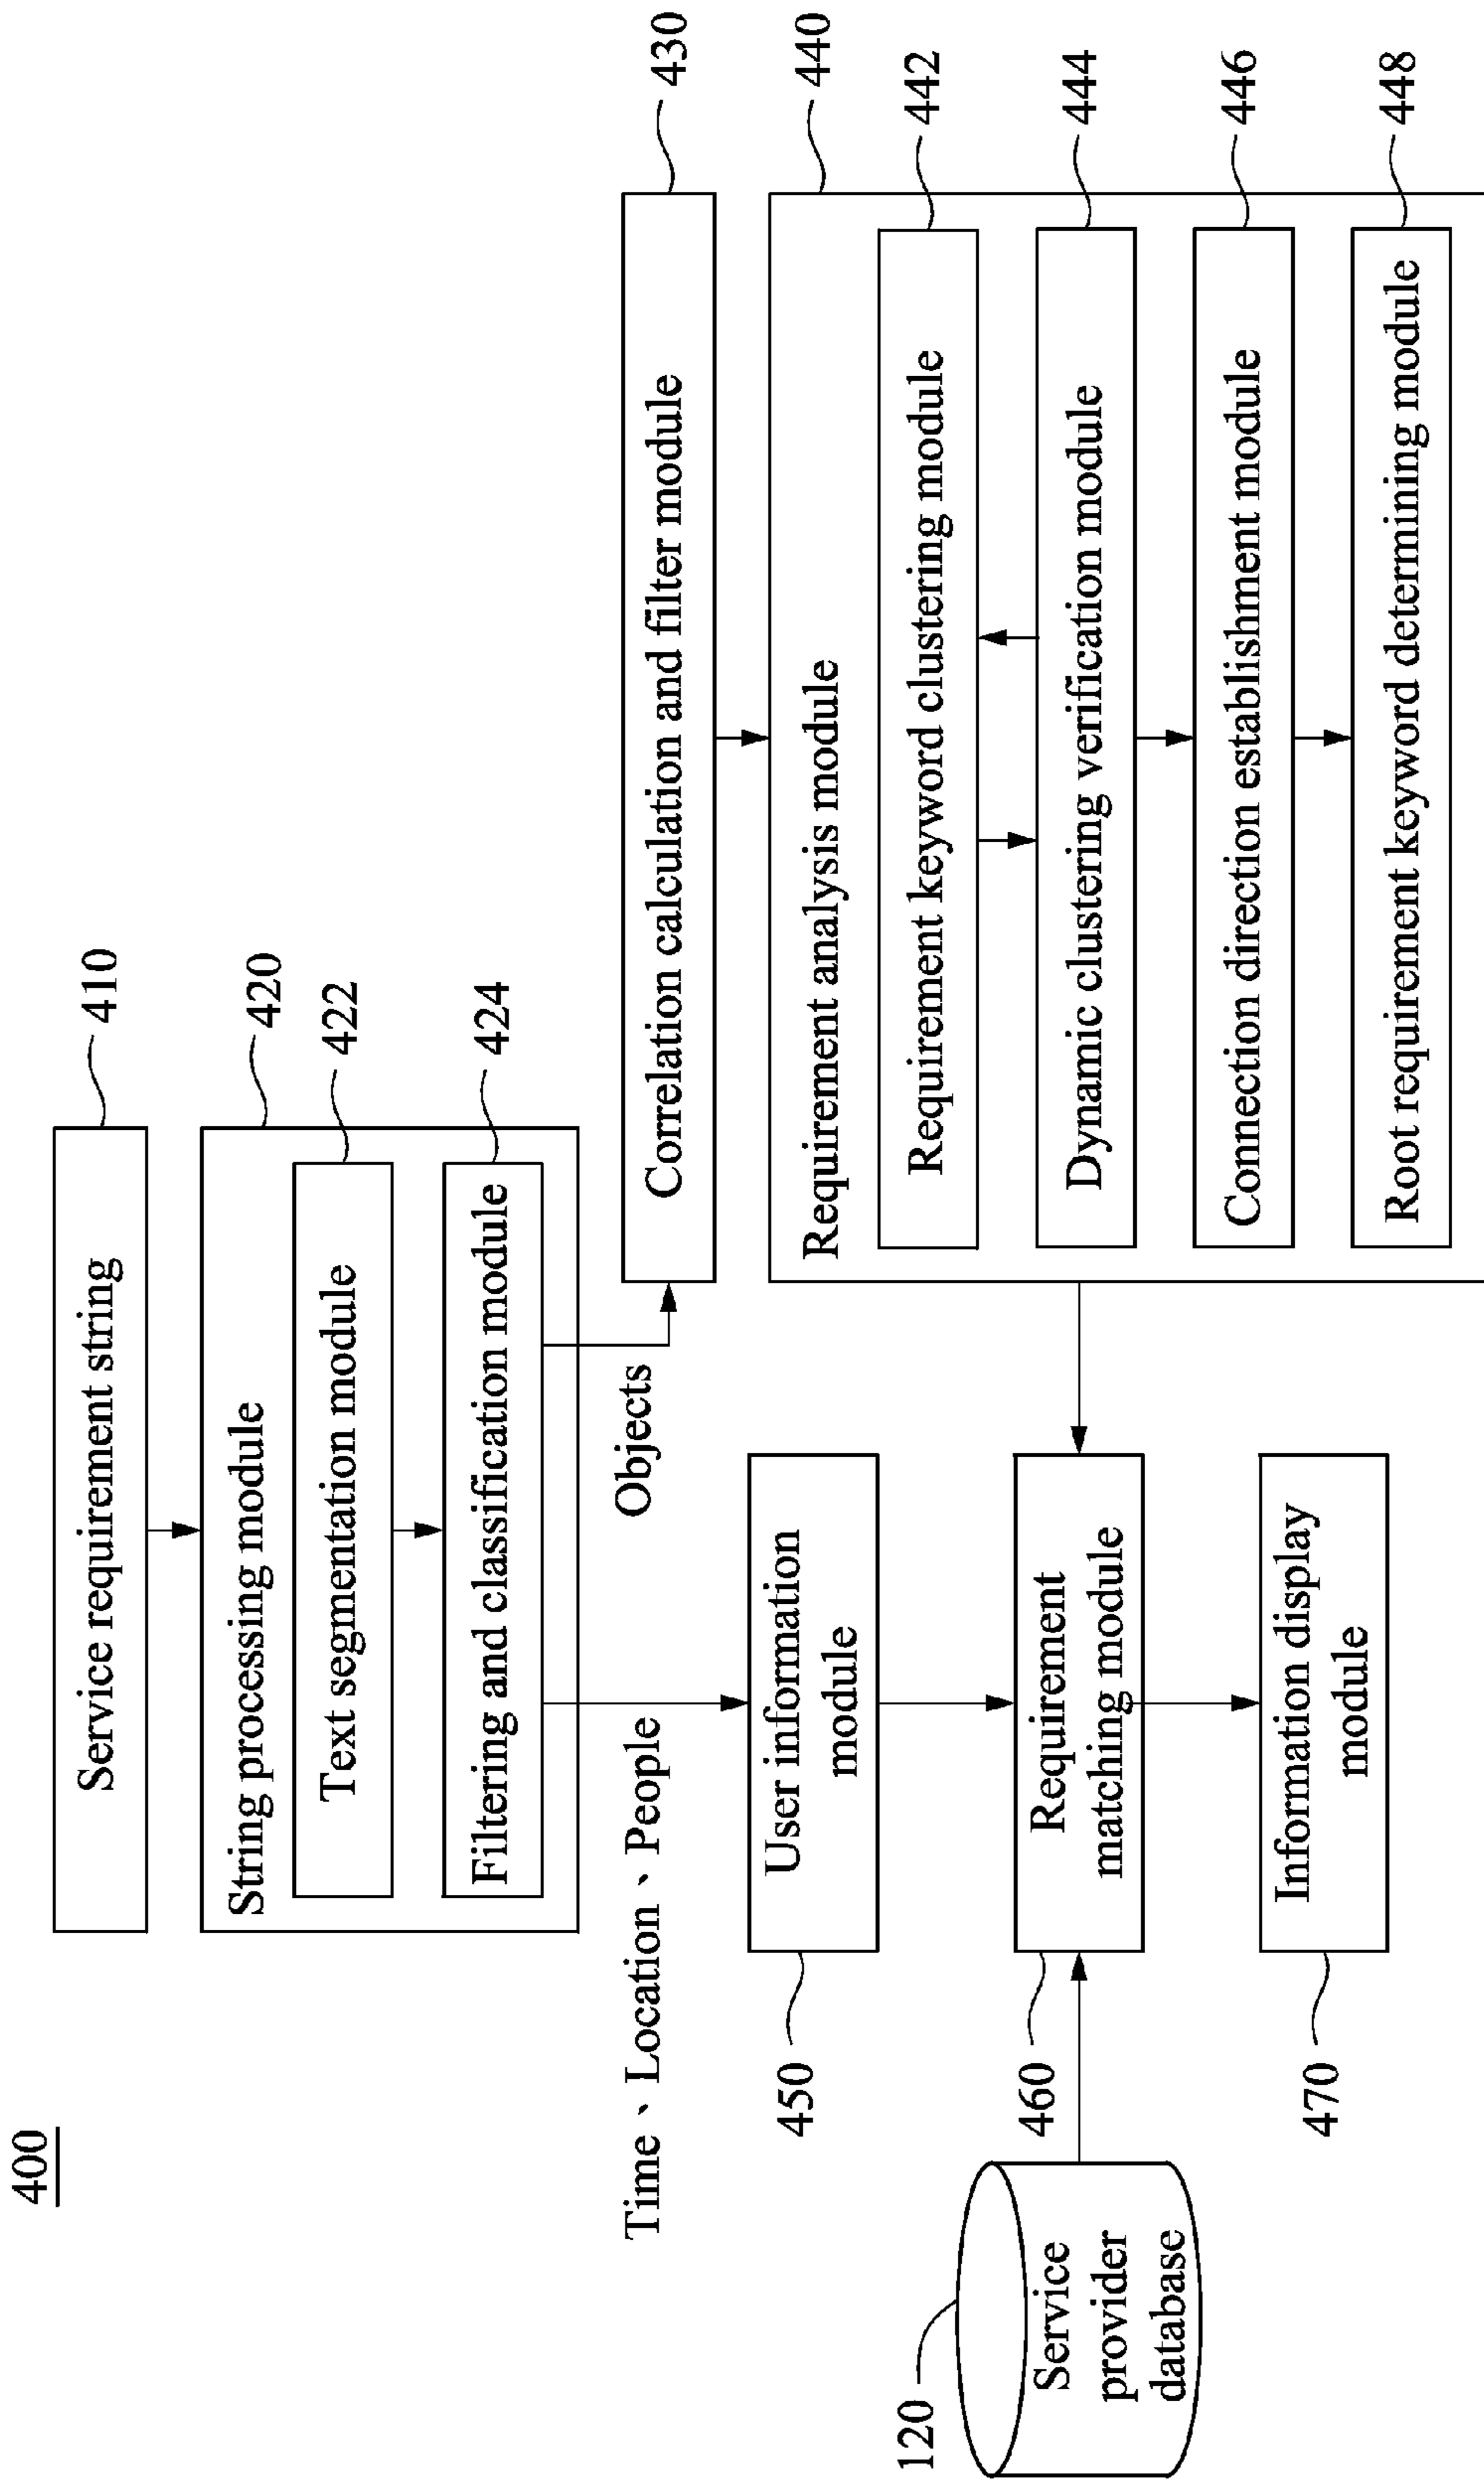 400
Service requirement string
410
String processing module
420
Text segmentation module
422
Filtering and classification module
424
Time、Location、People
Objects
Correlation calculation and filter module
430
Requirement analysis module
440
Requirement keyword clustering module
442
Dynamic clustering verification module
444
Connection direction establishment module
446
Root requirement keyword determining module
448
User information
module
450
Requirement
matching module
460
Information display
module
470
120
Service
provider
database